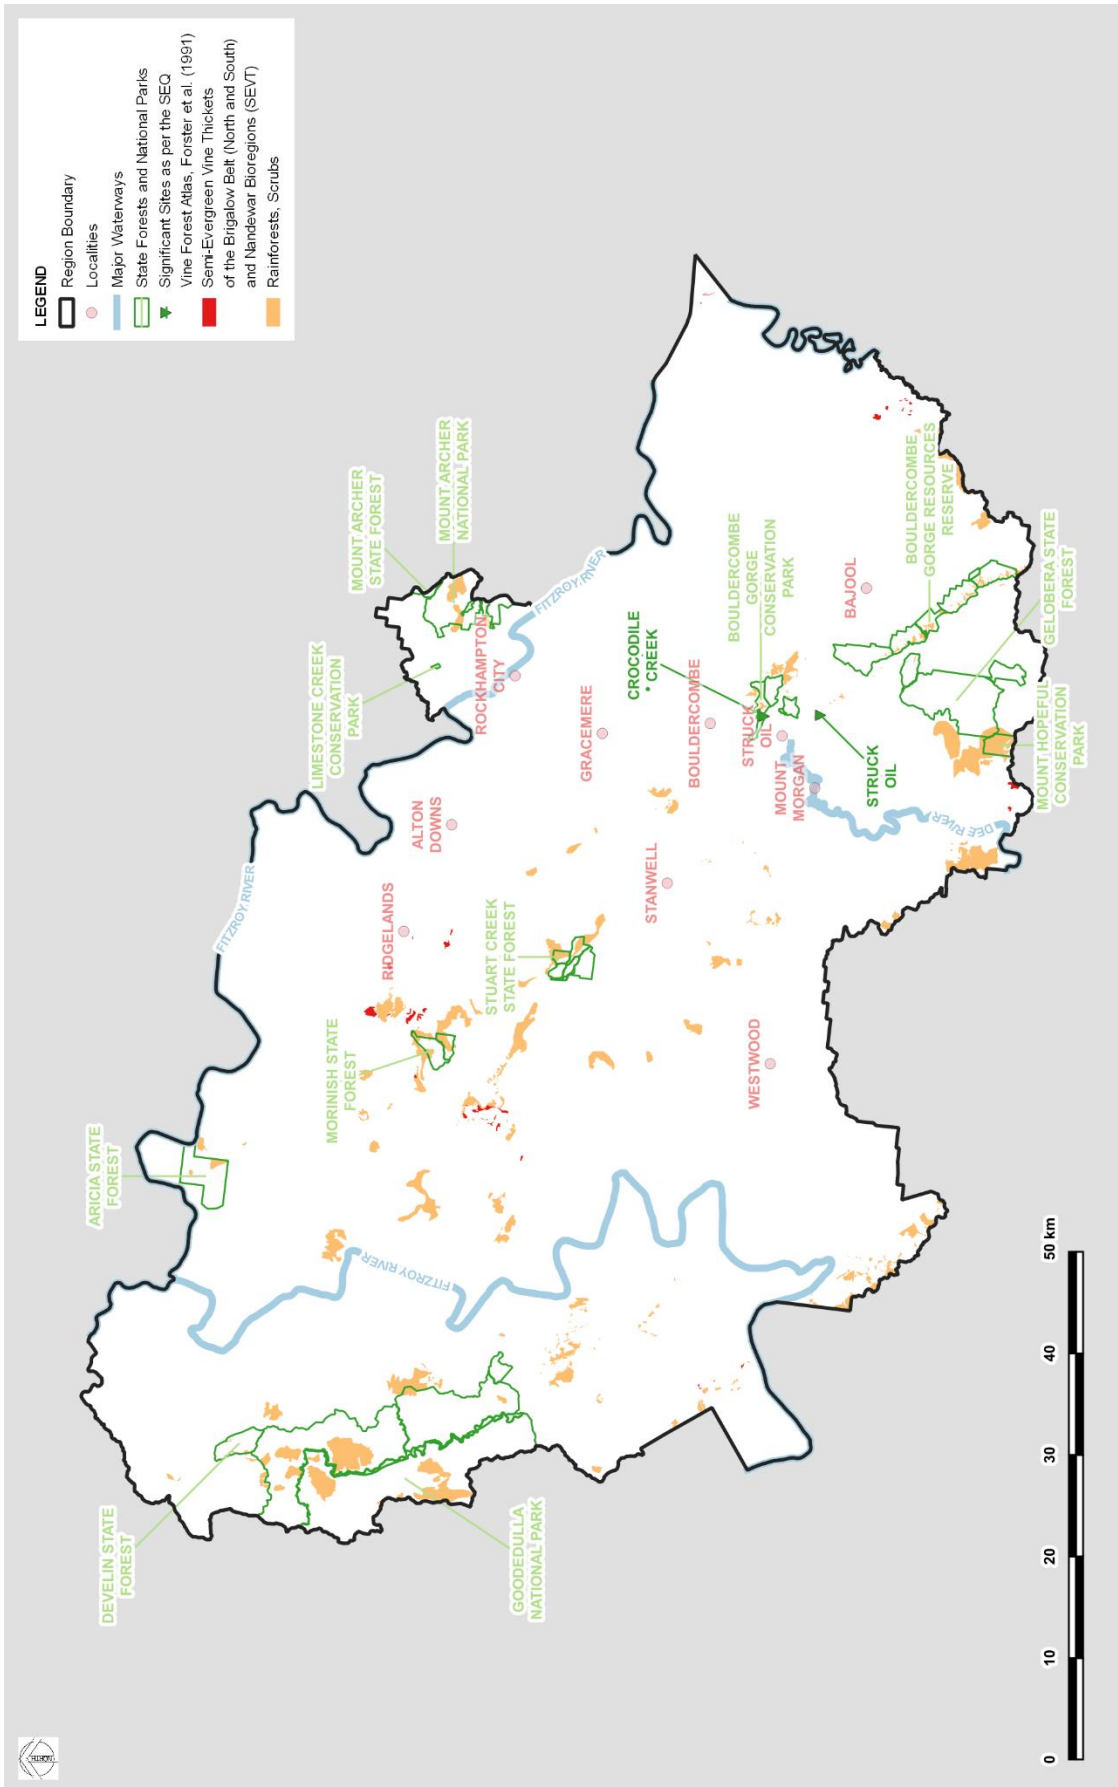 LEGEND
Region Boundary
Localities
Major Waterways
State Forests and National Parks
Significant Sites as per the SEQ
Vine Forest Atlas, Forster et al. (1991)
Semi-Evergreen Vine Thickets
of the Brigalow Belt (North and South)
and Nandewar Bioregions (SEVT)
Rainforests, Scrubs
NORTH
DEVELIN STATE
FOREST
GOODEDULLA
NATIONAL PARK
ARICIA STATE
FOREST
FITZROY RIVER
MORINISH STATE
FOREST
RIDGELANDS
STUART CREEK
STATE FOREST
FITZROY RIVER
ALTON
DOWNS
LIMESTONE CREEK
CONSERVATION
PARK
MOUNT ARCHER
STATE FOREST
MOUNT ARCHER
NATIONAL PARK
ROCKHAMPTON
CITY
FITZROY RIVER
GRACEMERE
STANWELL
WESTWOOD
CROCODILE
* CREEK
BOULDERCOMBE
BOULDERCOMBE
GORGE
CONSERVATION
PARK
STRUCK
OIL
MOUNT
MORGAN
STRUCK
OIL
BAJOOL
BOULDERCOMBE
GORGE RESOURCES
RESERVE
DEE RIVER
MOUNT HOPEFUL
CONSERVATION
PARK
GELOBERA STATE
FOREST
0
10
20
30
40
50 km